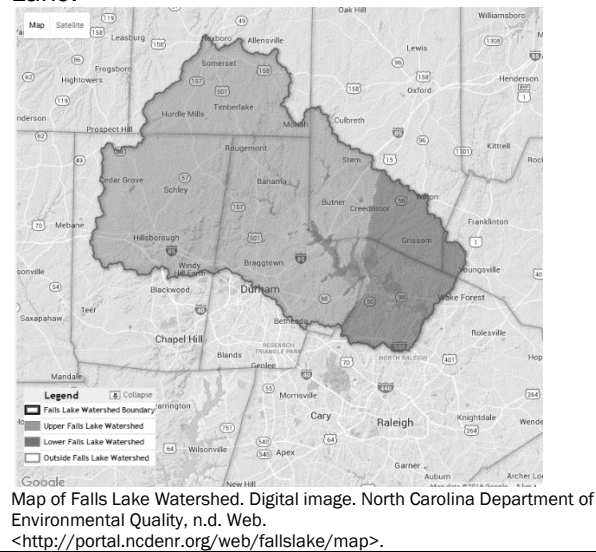 Lake.
Map
Satellite
Oak Hill
Williamsboro
Leasburg
Roxboro
Allensville
Lewis
Frogsboro
Somerset
Hightowers
Henderson
Oxford
Timberlake
Hurdle Mills
Culbreth
Prospect Hill
Moriah
Kittrell
Rougemont
Stem
Cedar Grove
Schley
Bahama
Butner
Creedmoor
Wilton
Franklinton
Mebane
Hillsborough
Grissom
Youngsville
Windy
Hill Farm
Braggtown
Blackwood
Durham
Wake Forest
Saxapahaw
Teer
Bethesda
Rolesville
Chapel Hill
RESEARCH
TRIANGLE PARK
NORTH RALEIGH
Blands
Genlee
Mandale
Morrisville
Legend
Collapse
Falls Lake Watershed Boundary
Upper Falls Lake Watershed
Lower Falls Lake Watershed
Outside Falls Lake Watershed
Cary
Raleigh
Knightdale
Wilsonville
Apex
Garner
Auburn
New Hill
Google
Map of Falls Lake Watershed. Digital image. North Carolina Department of
Environmental Quality, n.d. Web.
<http://portal.ncdenr.org/web/fallslake/map>.